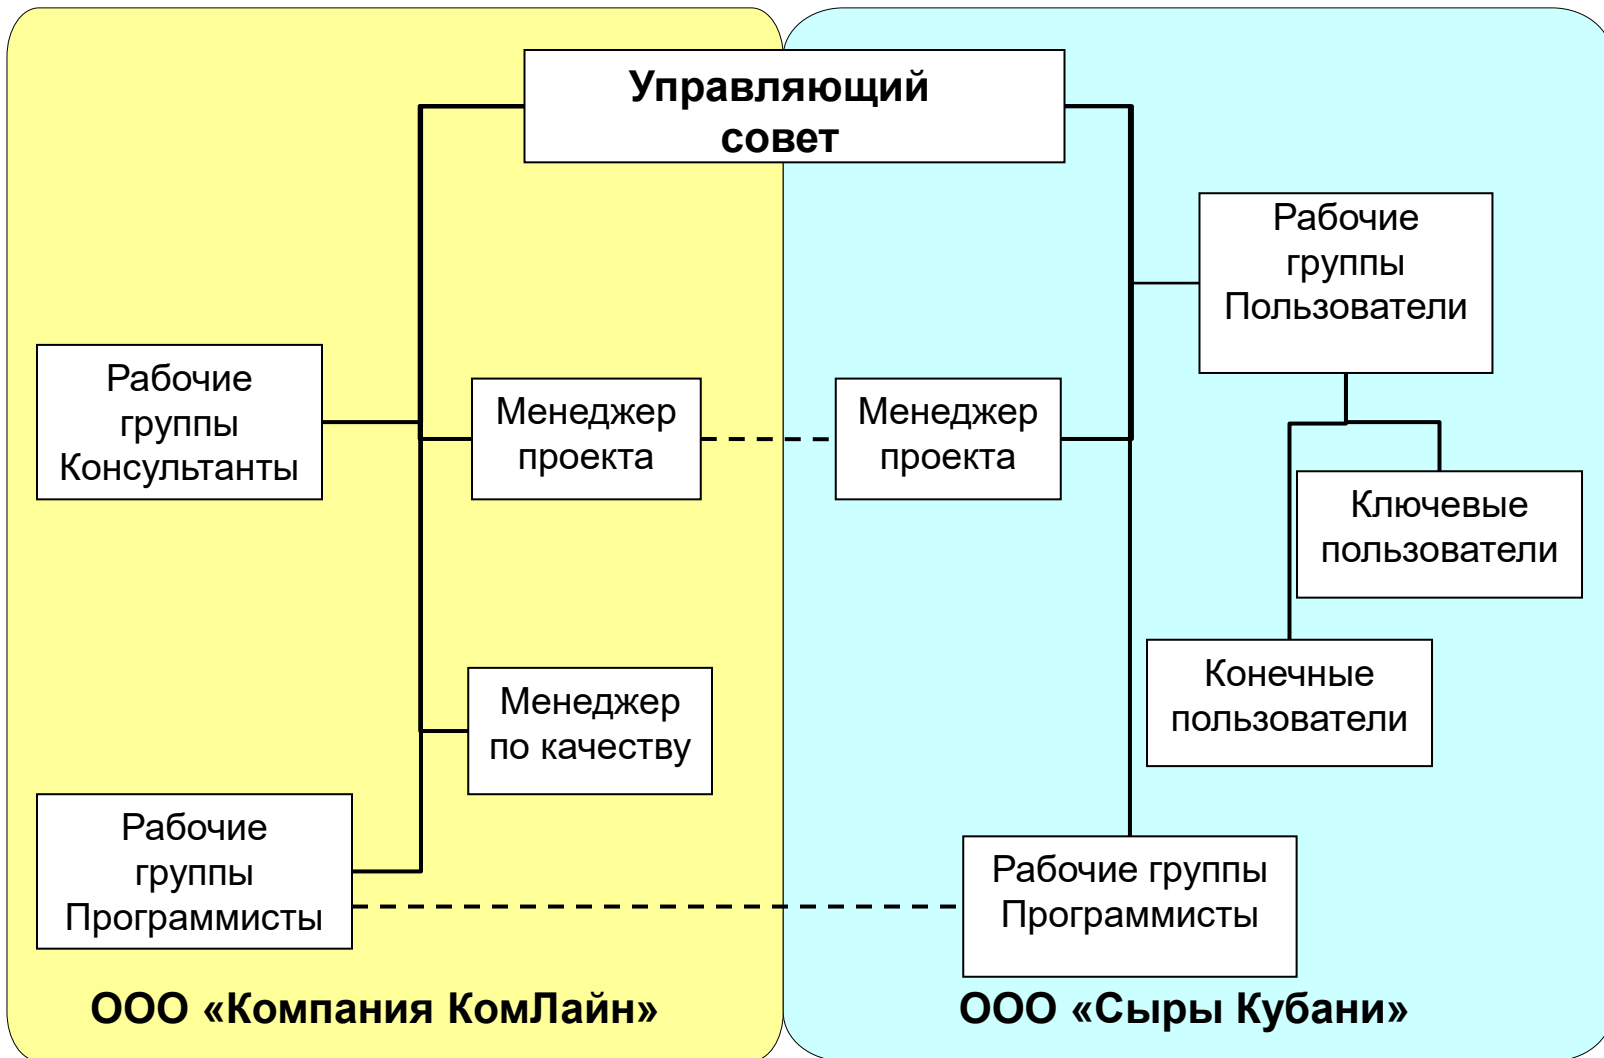 Управляющий
совет
Рабочие
группы
Пользователи
Рабочие
группы
Консультанты
Менеджер
проекта
Менеджер
проекта
Ключевые
пользователи
Конечные
пользователи
Менеджер
по качеству
Рабочие
группы
Программисты
Рабочие группы
Программисты
ООО «Компания КомЛайн»
ООО «Сыры Кубани»